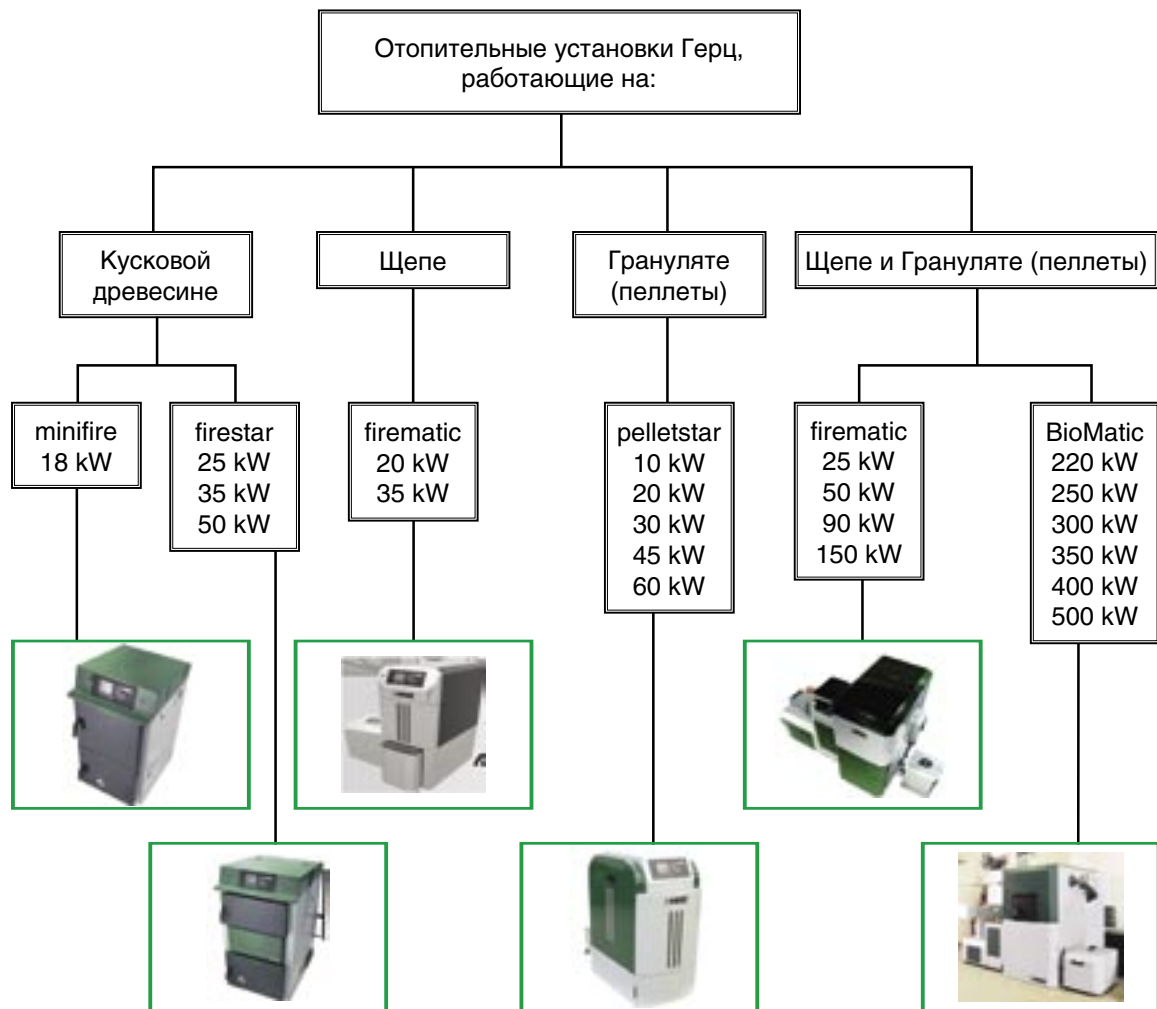 Отопительные установки Герц,
работающие на:
Кусковой
древесине
Щепе
Грануляте
(пеллеты)
Щепе и Грануляте (пеллеты)
minifire
18 kW
firestar
25 kW
35 kW
50 kW
firematic
20 kW
35 kW
pelletstar
10 kW
20 kW
30 kW
45 kW
60 kW
firematic
25 kW
50 kW
90 kW
150 kW
BioMatic
220 kW
250 kW
300 kW
350 kW
400 kW
500 kW